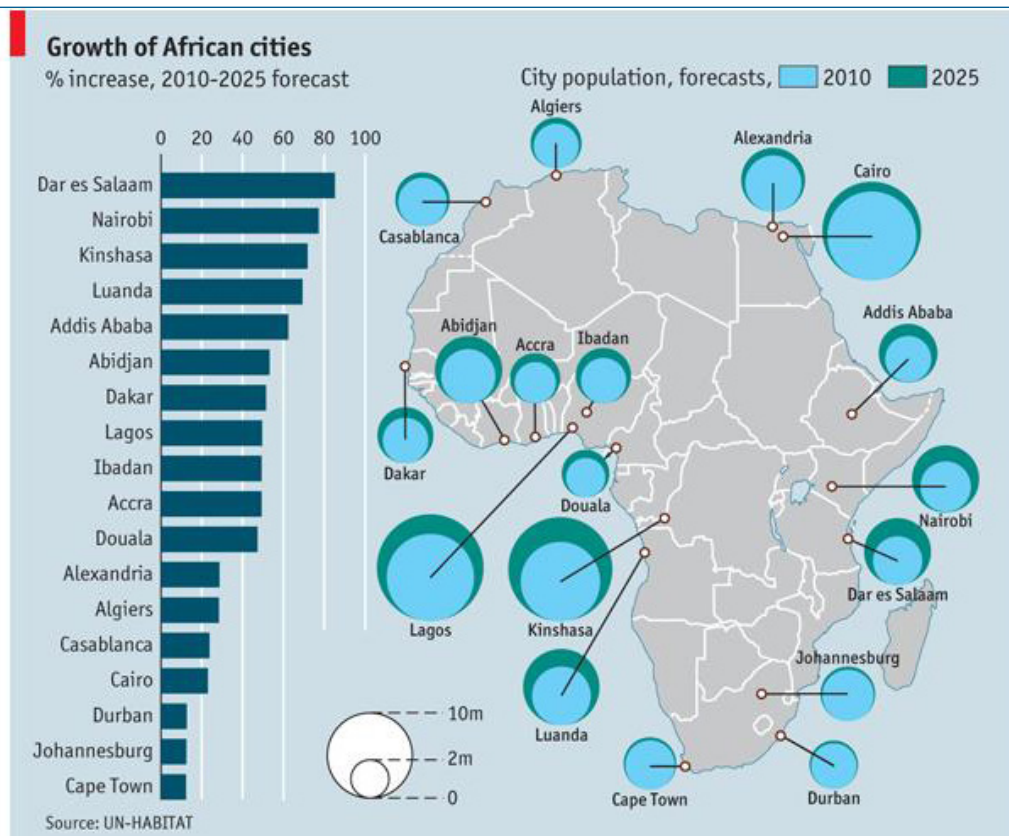 Growth of African cities
% increase, 2010-2025 forecast
0 20 40 60 80 100
Dar es Salaam
Nairobi
Kinshasa
Luanda
Addis Ababa
Abidjan
Dakar
Lagos
Ibadan
Accra
Douala
Alexandria
Algiers
Casablanca
Cairo
Durban
Johannesburg
Cape Town
Source: UN-HABITAT
City population, forecasts, 2010 2025
Algiers
Alexandria
Cairo
Casablanca
Addis Ababa
Abidjan
Accra
Ibadan
Dakar
Douala
Nairobi
Dar es Salaam
Lagos
Kinshasa
Johannesburg
Luanda
Cape Town
Durban
10m
2m
0